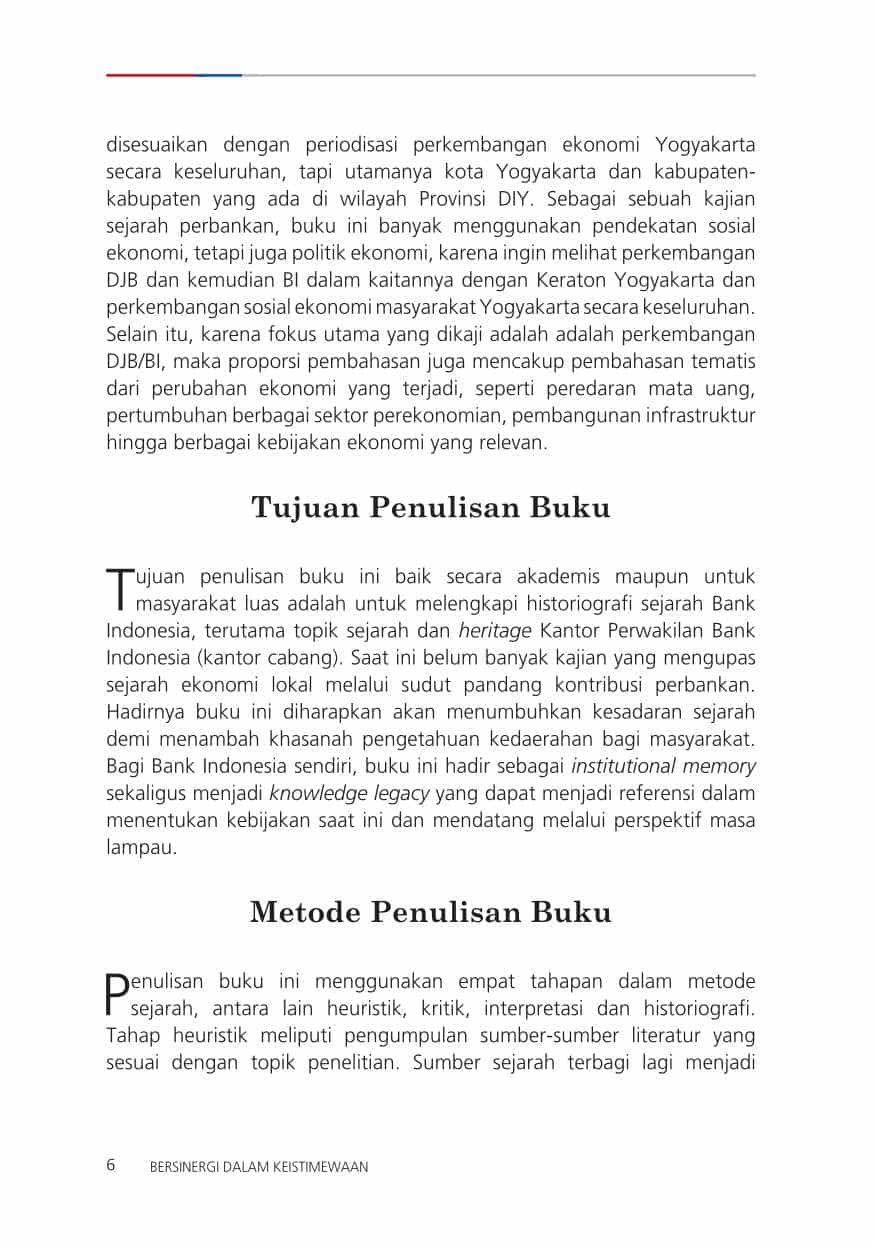 disesuaikan dengan periodisasi perkembangan ekonomi Yogyakarta
secara keseluruhan, tapi utamanya kota Yogyakarta dan kabupaten-
kabupaten yang ada di wilayah Provinsi DIY. Sebagai sebuah kajian
sejarah perbankan, buku ini banyak menggunakan pendekatan sosial
ekonomi, tetapi juga politik ekonomi, karena ingin melihat perkembangan
DJB dan kemudian BI dalam kaitannya dengan Keraton Yogyakarta dan
perkembangan sosial ekonomi masyarakat Yogyakarta secara keseluruhan.
Selain itu, karena fokus utama yang dikaji adalah adalah perkembangan
DJB/BI, maka proporsi pembahasan juga mencakup pembahasan tematis
dari perubahan ekonomi yang terjadi, seperti peredaran mata uang,
pertumbuhan berbagai sektor perekonomian, pembangunan infrastruktur
hingga berbagai kebijakan ekonomi yang relevan.
Tujuan Penulisan Buku
Tujuan penulisan buku ini baik secara akademis maupun untuk
masyarakat luas adalah untuk melengkapi historiografi sejarah Bank
Indonesia, terutama topik sejarah dan heritage Kantor Perwakilan Bank
Indonesia (kantor cabang). Saat ini belum banyak kajian yang mengupas
sejarah ekonomi lokal melalui sudut pandang kontribusi perbankan.
Hadirnya buku ini diharapkan akan menumbuhkan kesadaran sejarah
demi menambah khasanah pengetahuan kedaerahan bagi masyarakat.
Bagi Bank Indonesia sendiri, buku ini hadir sebagai institutional memory
sekaligus menjadi knowledge legacy yang dapat menjadi referensi dalam
menentukan kebijakan saat ini dan mendatang melalui perspektif masa
lampau.
Metode Penulisan Buku
Penulisan buku ini menggunakan empat tahapan dalam metode
sejarah, antara lain heuristik, kritik, interpretasi dan historiografi.
Tahap heuristik meliputi pengumpulan sumber-sumber literatur yang
sesuai dengan topik penelitian. Sumber sejarah terbagi lagi menjadi
6 BERSINERGI DALAM KEISTIMEWAAN